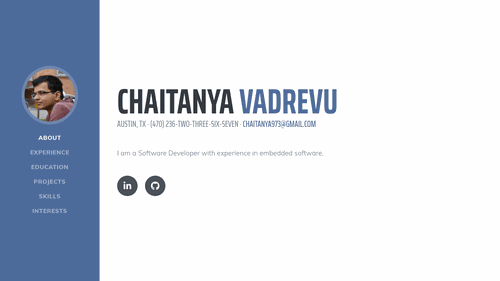 ABOUT
EXPERIENCE
EDUCATION
PROJECTS
SKILLS
INTERESTS
CHAITANYA VADREVU
AUSTIN, TX · (470) 236-TWO-THREE-SIX-SEVEN · CHAITANYA973@GMAIL.COM
I am a Software Developer with experience in embedded software.
in